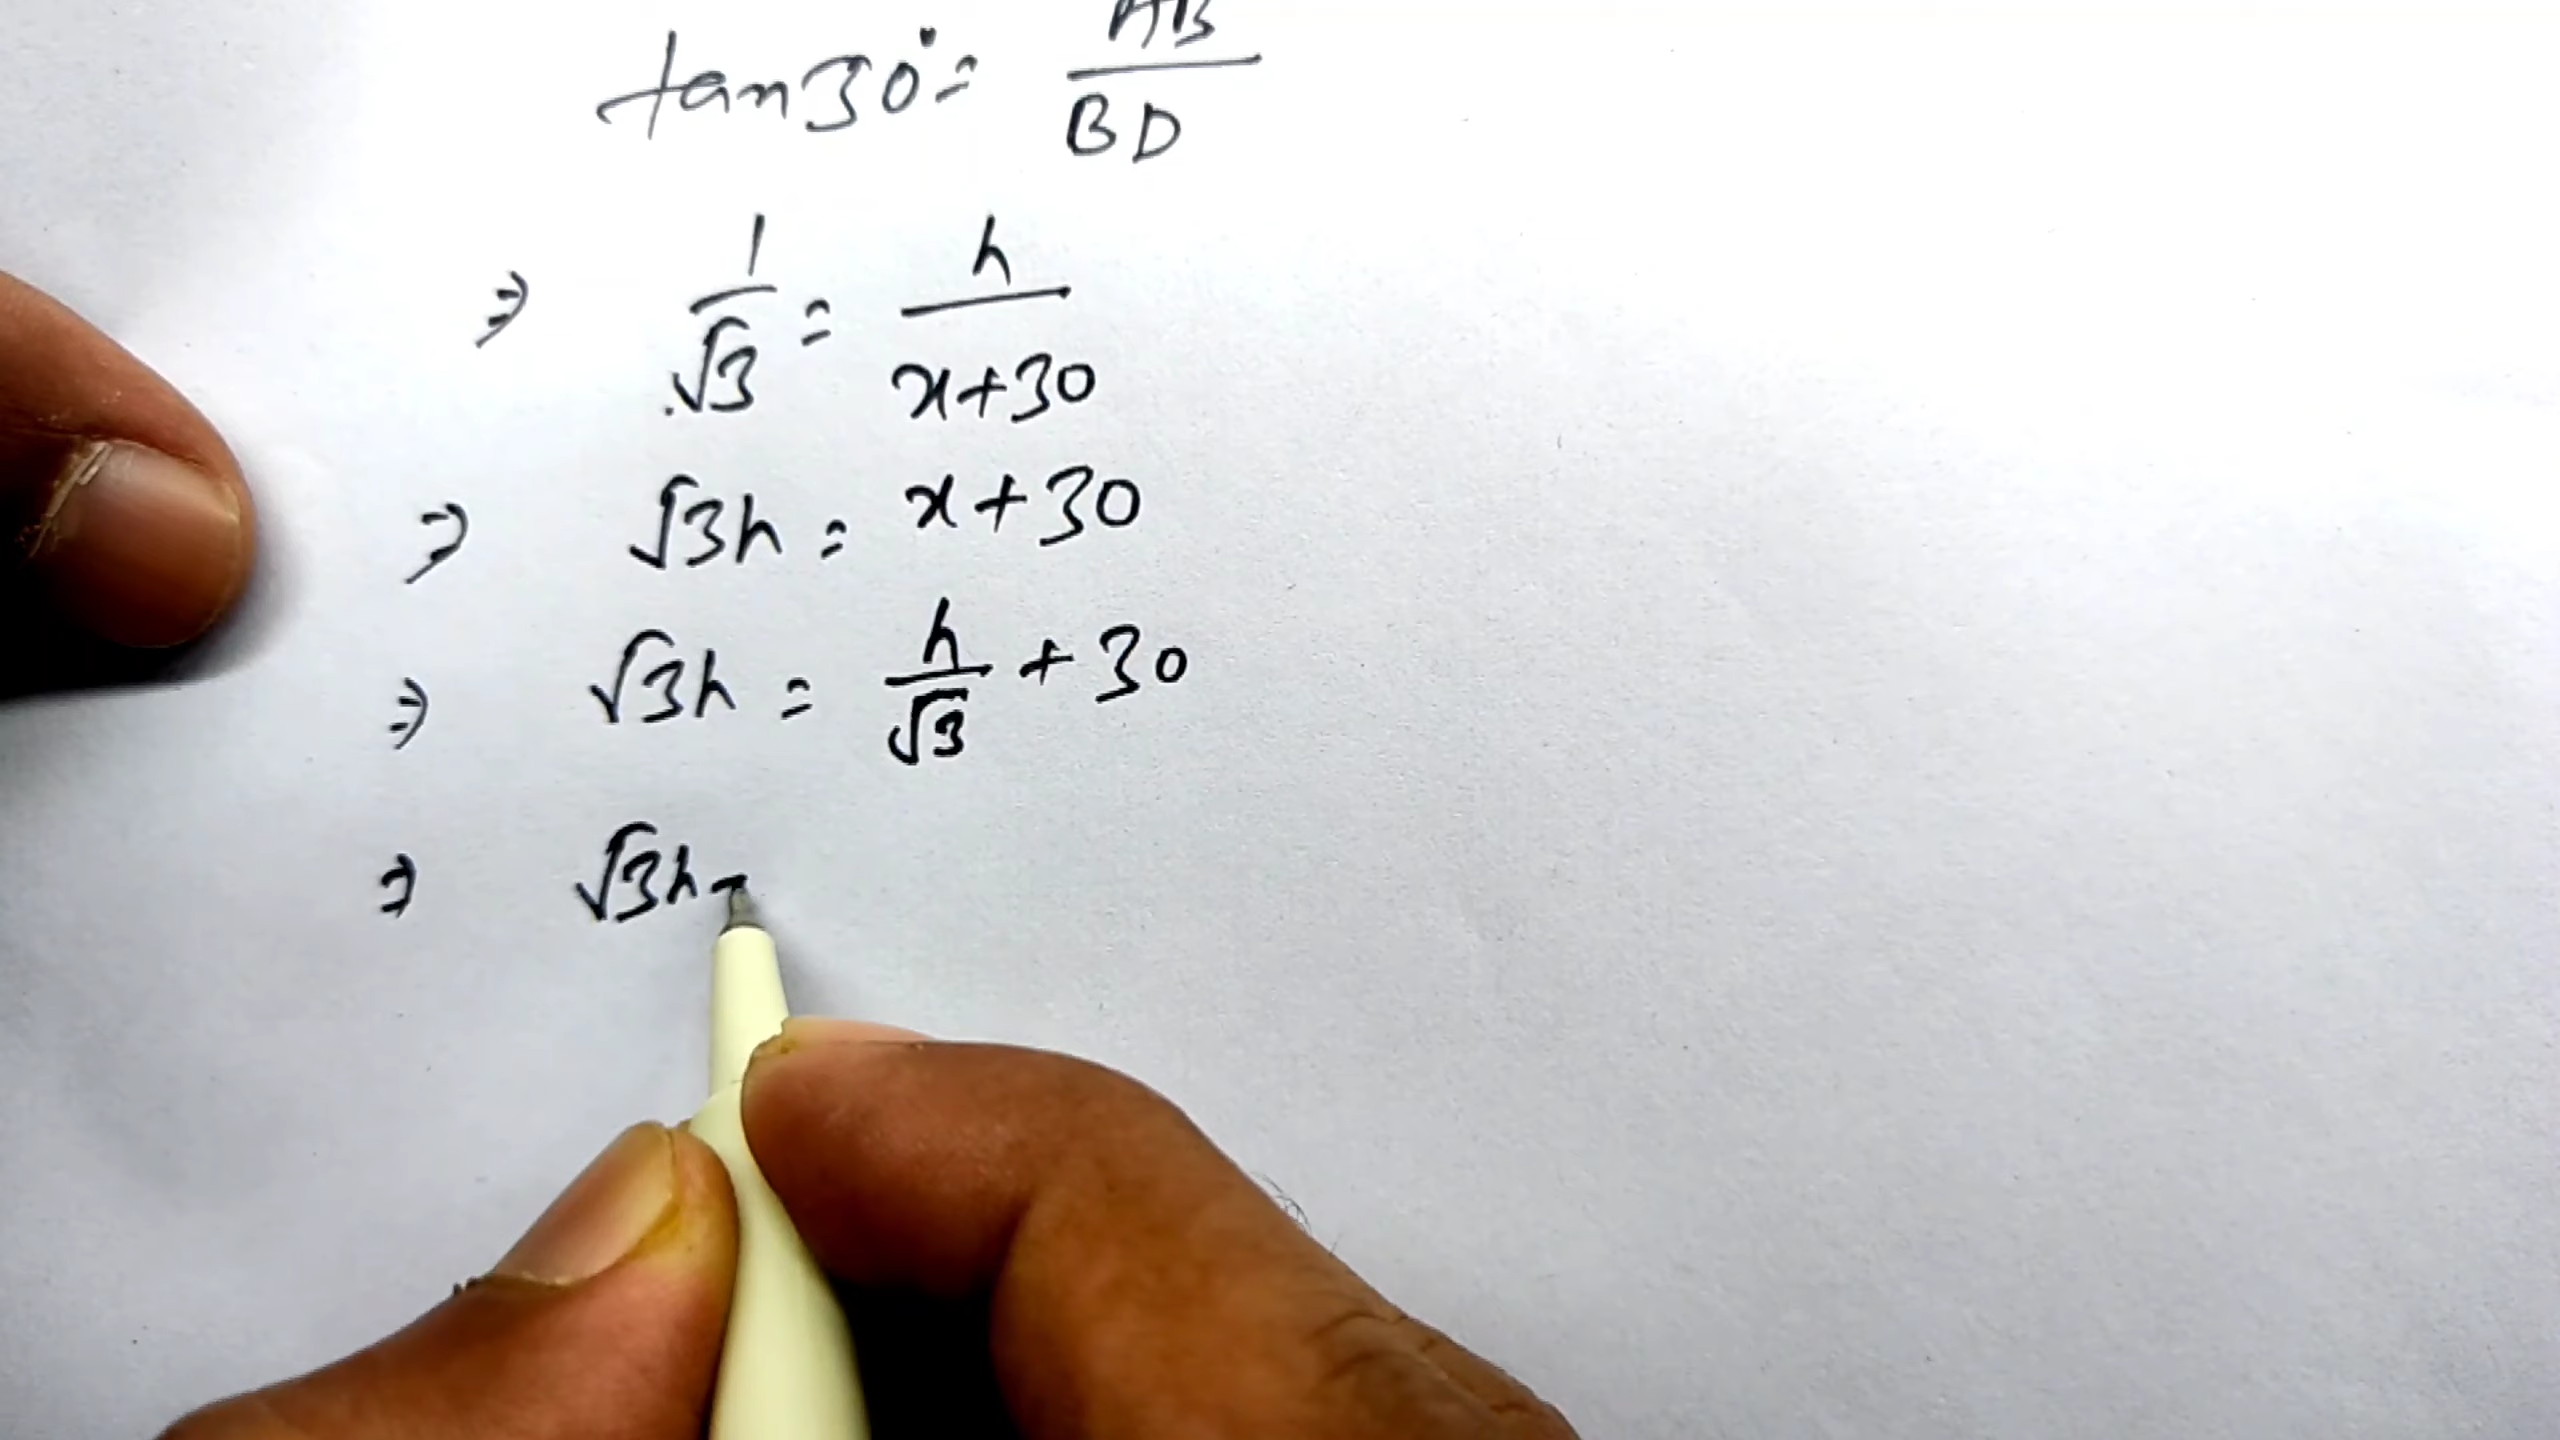 tan30° = AB/BD
⇒ 1/√3 = h/x+30
⇒ √3h = x+30
⇒ √3h = h/√3 + 30
⇒ √3h -